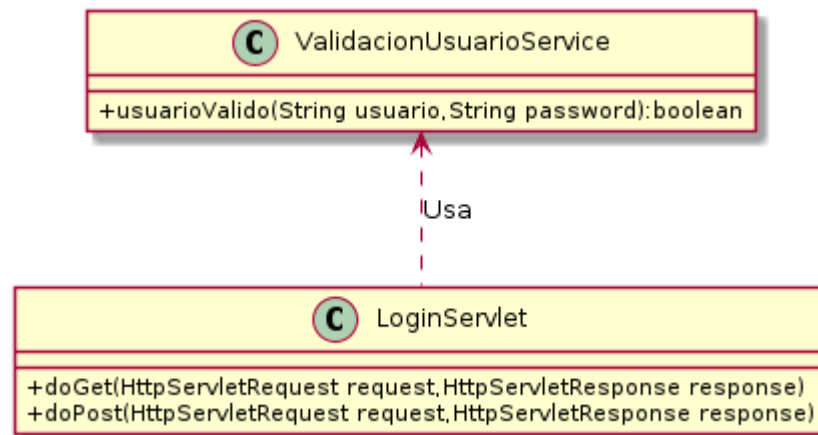 C ValidacionUsuarioService
+usuarioValido(String usuario,String password):boolean
Usa
C LoginServlet
+doGet(HttpServletRequest request,HttpServletResponse response)
+doPost(HttpServletRequest request,HttpServletResponse response)